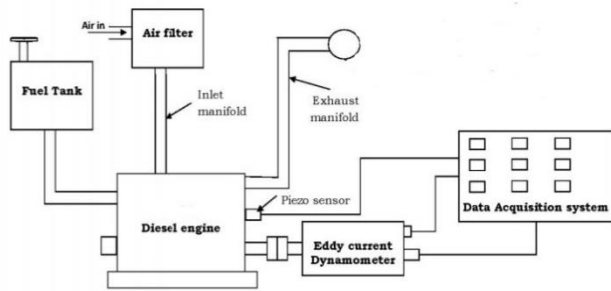 Air in
Air filter
Fuel Tank
Inlet
manifold
Exhaust
manifold
Piezo sensor
Diesel engine
Eddy current
Dynamometer
Data Acquisition system